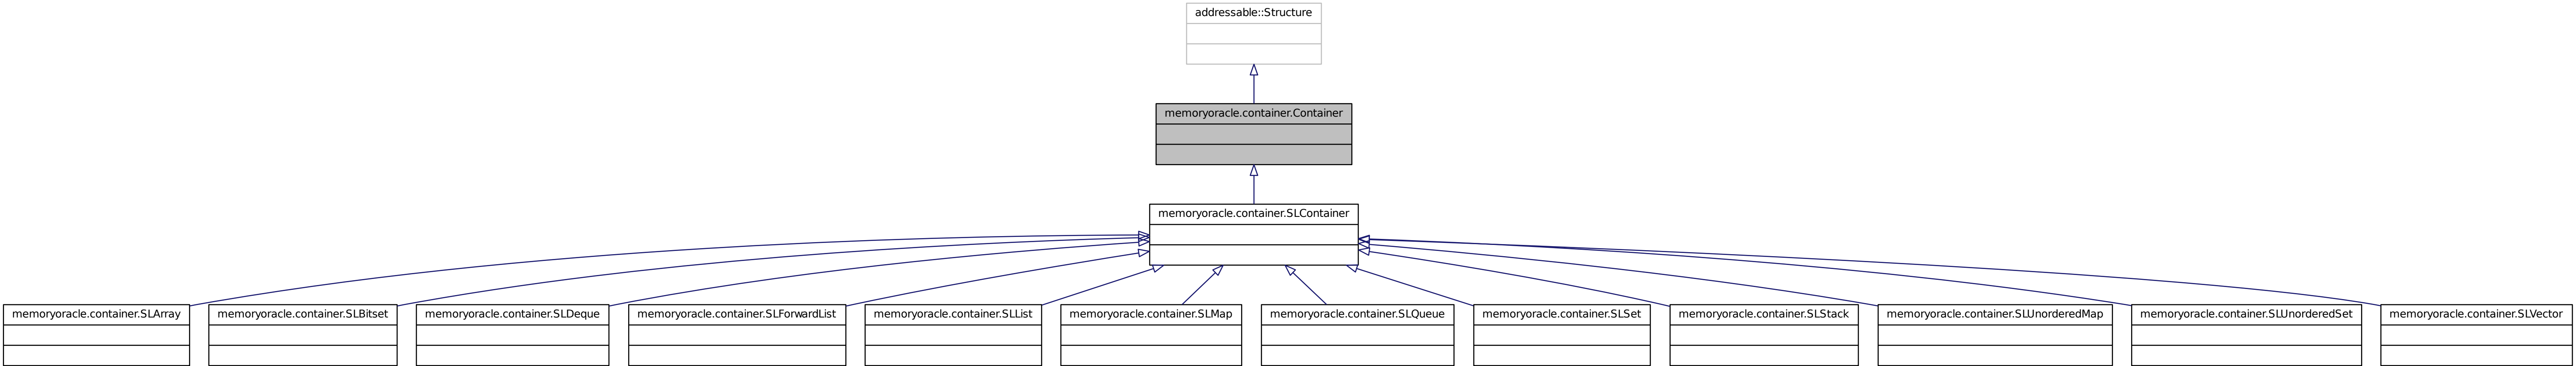 addressable::Structure
memoryoracle.container.Container
memoryoracle.container.SLContainer
memoryoracle.container.SLArray
memoryoracle.container.SLBitset
memoryoracle.container.SLDeque
memoryoracle.container.SLForwardList
memoryoracle.container.SLList
memoryoracle.container.SLMap
memoryoracle.container.SLQueue
memoryoracle.container.SLSet
memoryoracle.container.SLStack
memoryoracle.container.SLUnorderedMap
memoryoracle.container.SLUnorderedSet
memoryoracle.container.SLVector